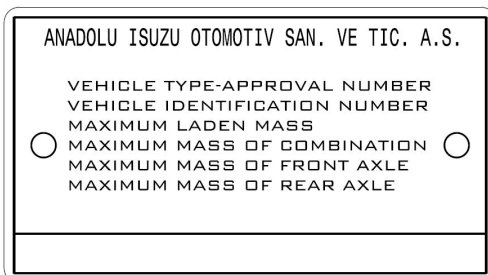 ANADOLU ISUZU OTOMOTIV SAN. VE TIC. A.S.
VEHICLE TYPE-APPROVAL NUMBER
VEHICLE IDENTIFICATION NUMBER
MAXIMUM LADEN MASS
MAXIMUM MASS OF COMBINATION
MAXIMUM MASS OF FRONT AXLE
MAXIMUM MASS OF REAR AXLE